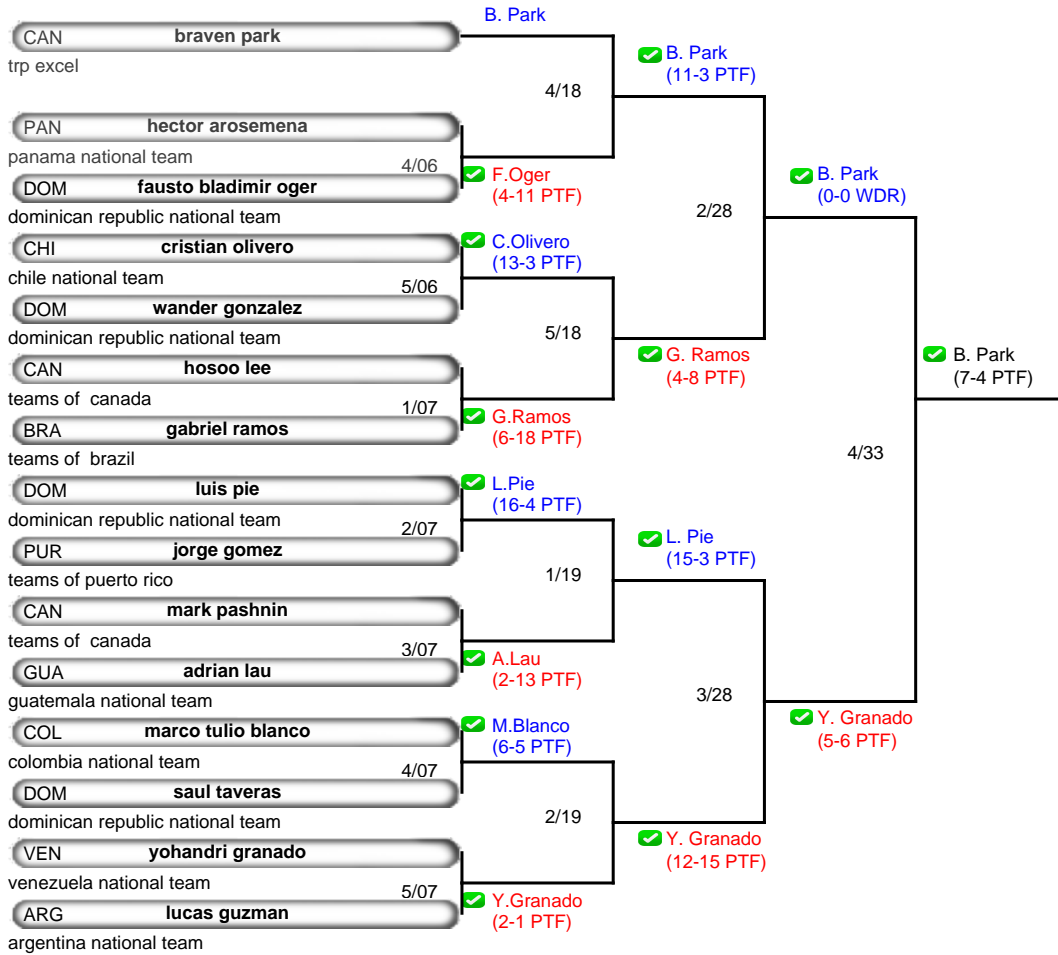 B. Park
CAN braven park
trp excel
B. Park
(11-3 PTF)
4/18
PAN hector arosemena
panama national team
4/06
DOM fausto bladimir oger
dominican republic national team
F.Oger
(4-11 PTF)
B. Park
(0-0 WDR)
2/28
CHI cristian olivero
chile national team
C.Olivero
(13-3 PTF)
5/06
DOM wander gonzalez
dominican republic national team
5/18
CAN hosoo lee
teams of canada
G. Ramos
(4-8 PTF)
1/07
BRA gabriel ramos
teams of brazil
G.Ramos
(6-18 PTF)
B. Park
(7-4 PTF)
4/33
DOM luis pie
dominican republic national team
L.Pie
(16-4 PTF)
2/07
PUR jorge gomez
teams of puerto rico
L. Pie
(15-3 PTF)
1/19
CAN mark pashnin
teams of canada
3/07
GUA adrian lau
guatemala national team
A.Lau
(2-13 PTF)
3/28
COL marco tulio blanco
colombia national team
M.Blanco
(6-5 PTF)
Y. Granado
(5-6 PTF)
4/07
DOM saul taveras
dominican republic national team
2/19
VEN yohandri granado
venezuela national team
Y. Granado
(12-15 PTF)
5/07
ARG lucas guzman
argentina national team
Y.Granado
(2-1 PTF)